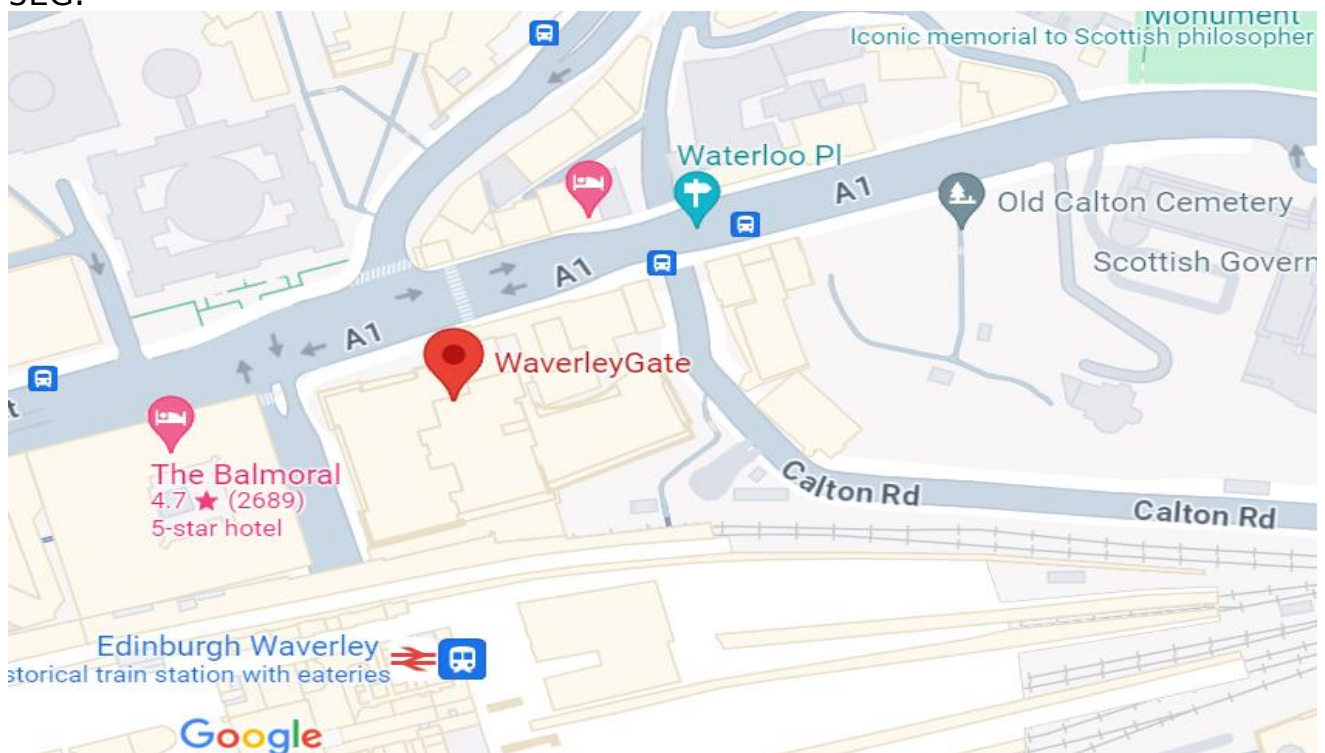 Monument
Iconic memorial to Scottish philosopher
Waterloo Pl
A1
Old Calton Cemetery
A1
Scottish Govern
A1
WaverleyGate
t
The Balmoral
4.7 ★ (2689)
5-star hotel
Calton Rd
Calton Rd
Edinburgh Waverley
storical train station with eateries
Google